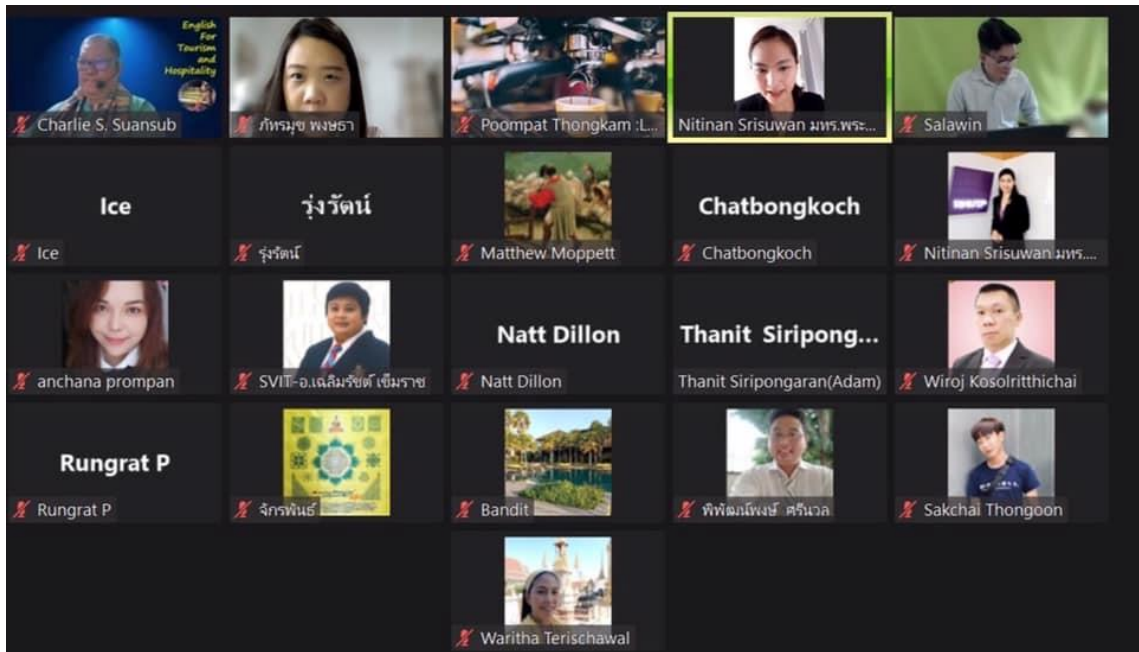 English
For
Tourism
and
Hospitality
Charlie S. Suansub
ภัทรมุข พงษธา
Poompat Thongkam :L...
Nitinan Srisuwan มทร.พระ...
Salawin
Ice
Ice
รุ่งรัตน์
รุ่งรัตน์
Matthew Moppett
Chatbongkoch
Chatbongkoch
Nitinan Srisuwan มทร....
anchana prompan
SVIT-อ.เฉลิมรัชต์ เข็มราช
Natt Dillon
Natt Dillon
Thanit Siripong...
Thanit Siripongaran(Adam)
Wiroj Kosolritthichai
Rungrat P
Rungrat P
จักรพันธ์
Bandit
พิพัฒน์พงษ์ ศรีนวล
Sakchai Thongoon
Waritha Terischawal